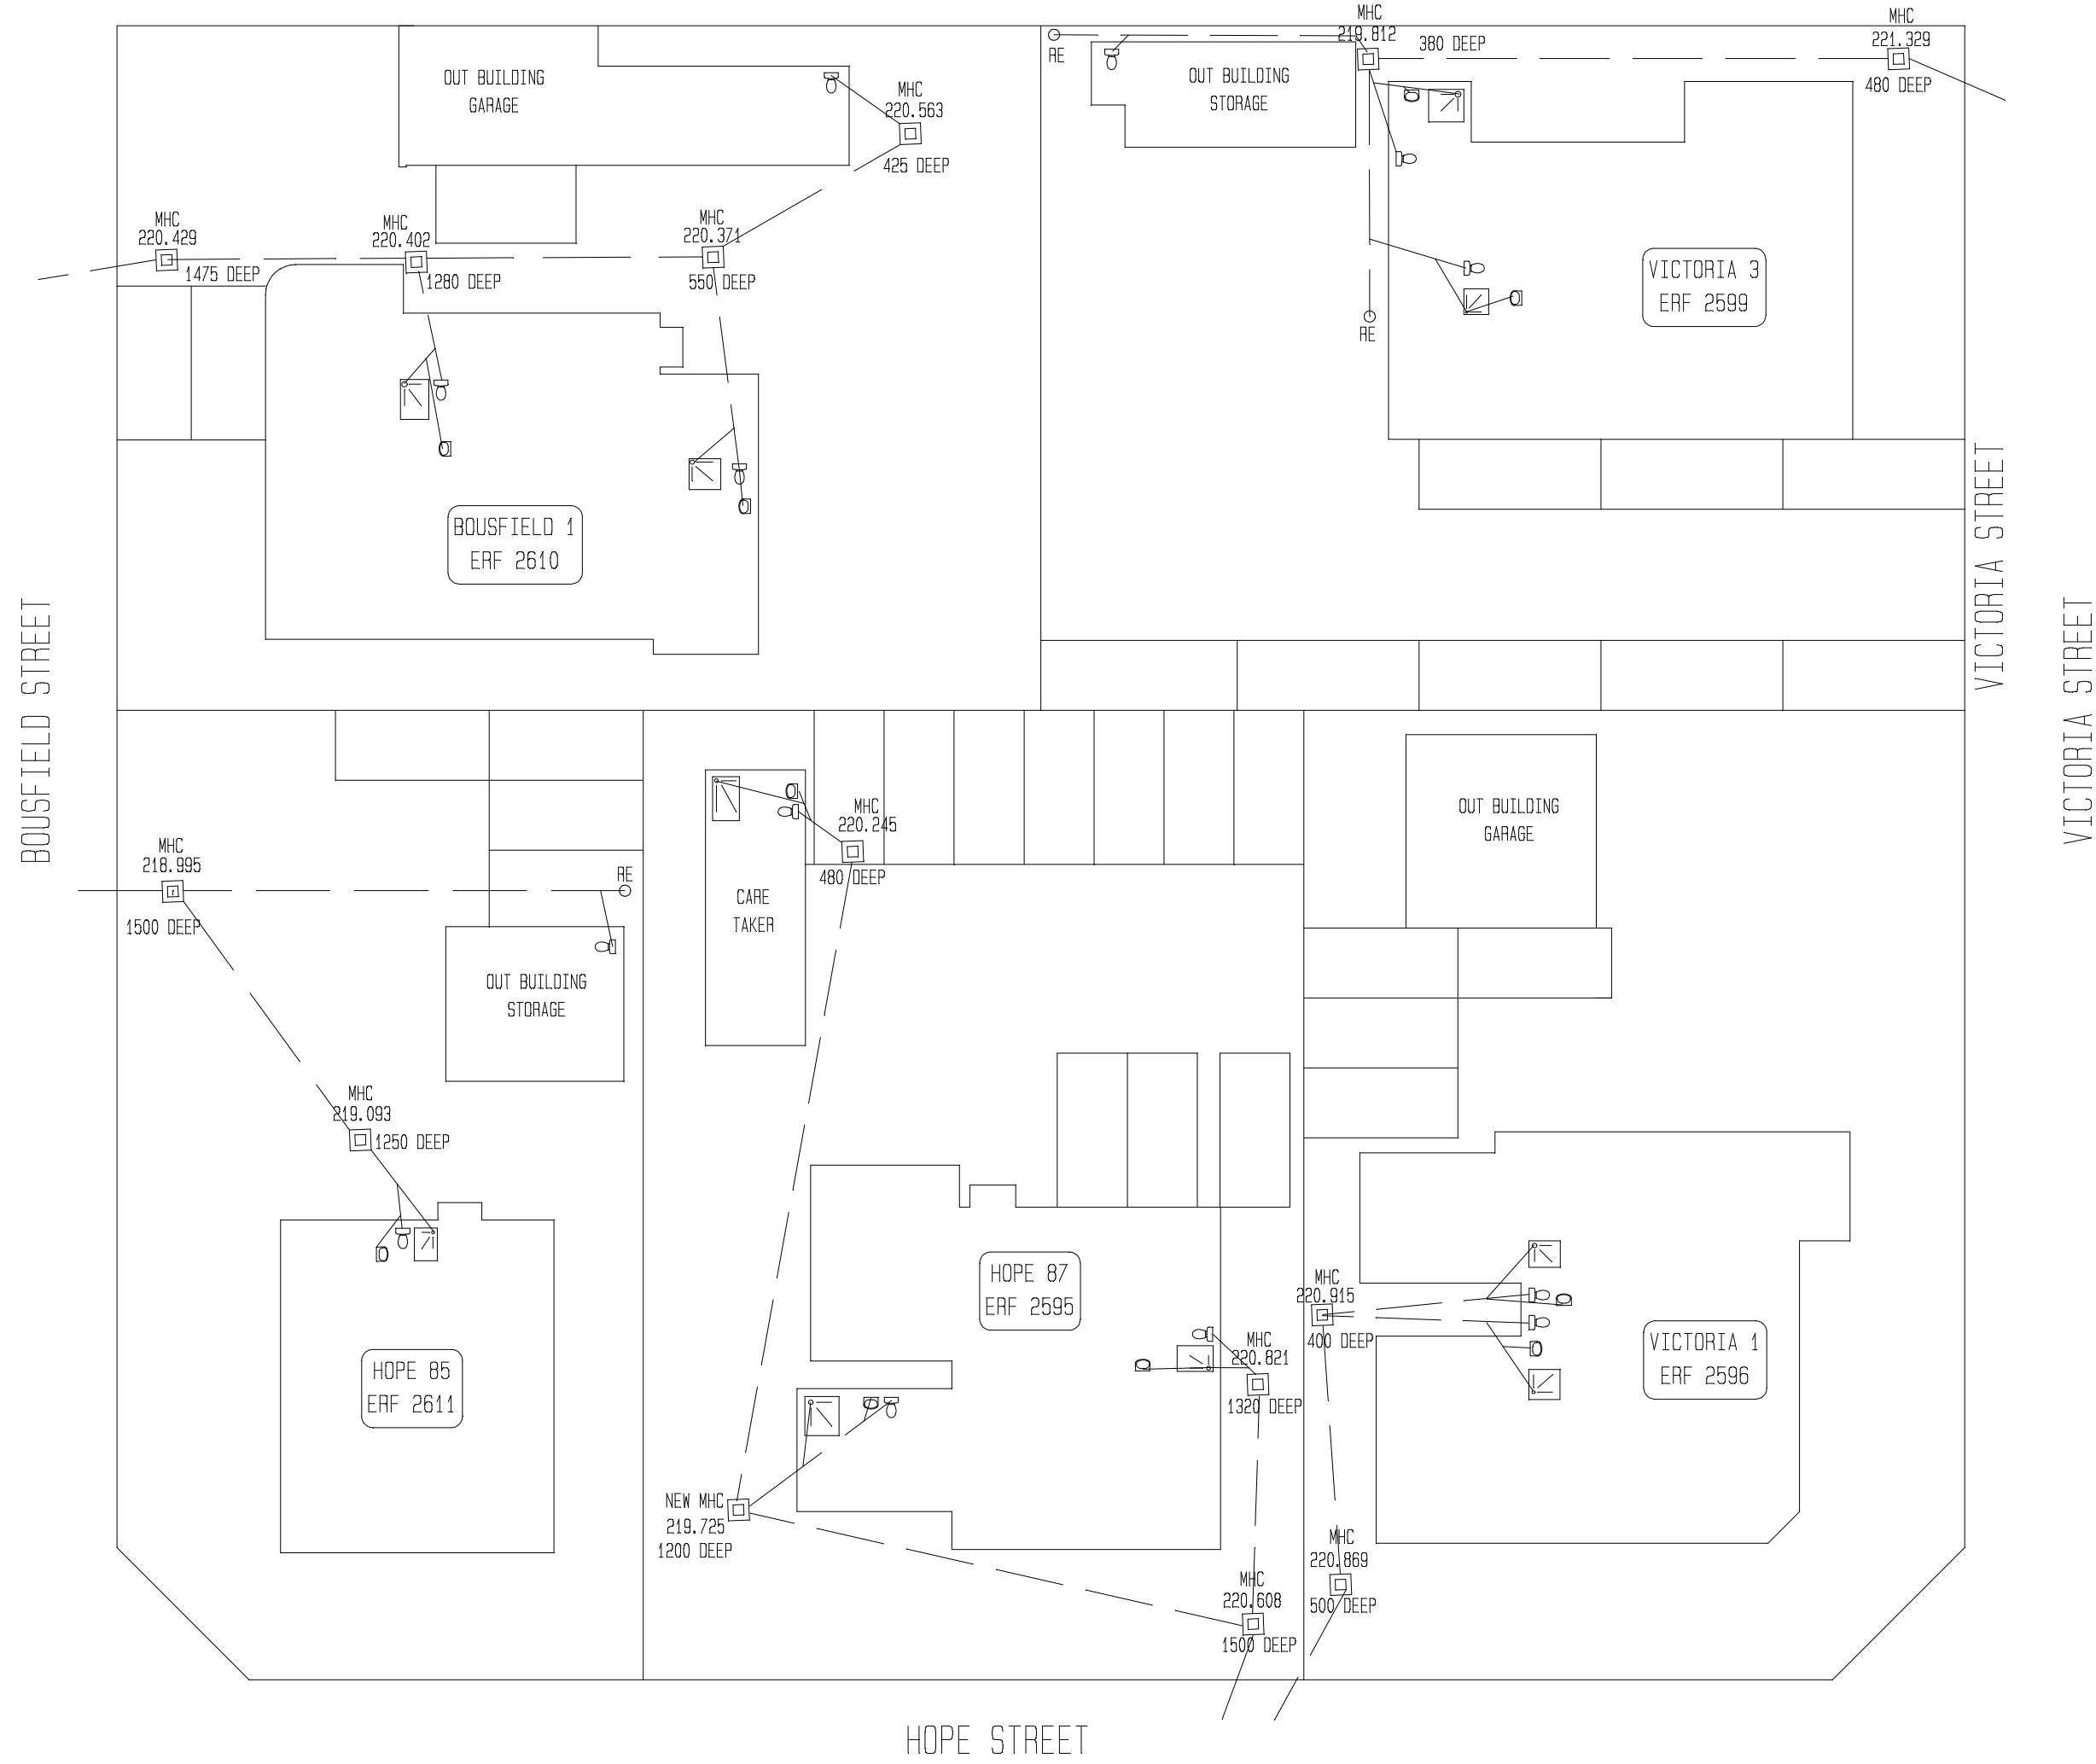 MHC
219.812
380 DEEP
MHC
221.329
480 DEEP
RE
OUT BUILDING
STORAGE
OUT BUILDING
GARAGE
MHC
220.563
425 DEEP
MHC
220.429
1475 DEEP
MHC
220.402
1280 DEEP
MHC
220.371
550 DEEP
VICTORIA 3
ERF 2599
RE
BOUSFIELD 1
ERF 2610
BOUSFIELD STREET
VICTORIA STREET
VICTORIA STREET
MHC
218.995
1500 DEEP
RE
OUT BUILDING
STORAGE
MHC
220.245
480 DEEP
CARE
TAKER
OUT BUILDING
GARAGE
MHC
219.093
1250 DEEP
HOPE 85
ERF 2611
HOPE 87
ERF 2595
MHC
220.821
1320 DEEP
MHC
220.915
400 DEEP
VICTORIA 1
ERF 2596
NEW MHC
219.725
1200 DEEP
MHC
220.608
1500 DEEP
MHC
220.869
500 DEEP
HOPE STREET